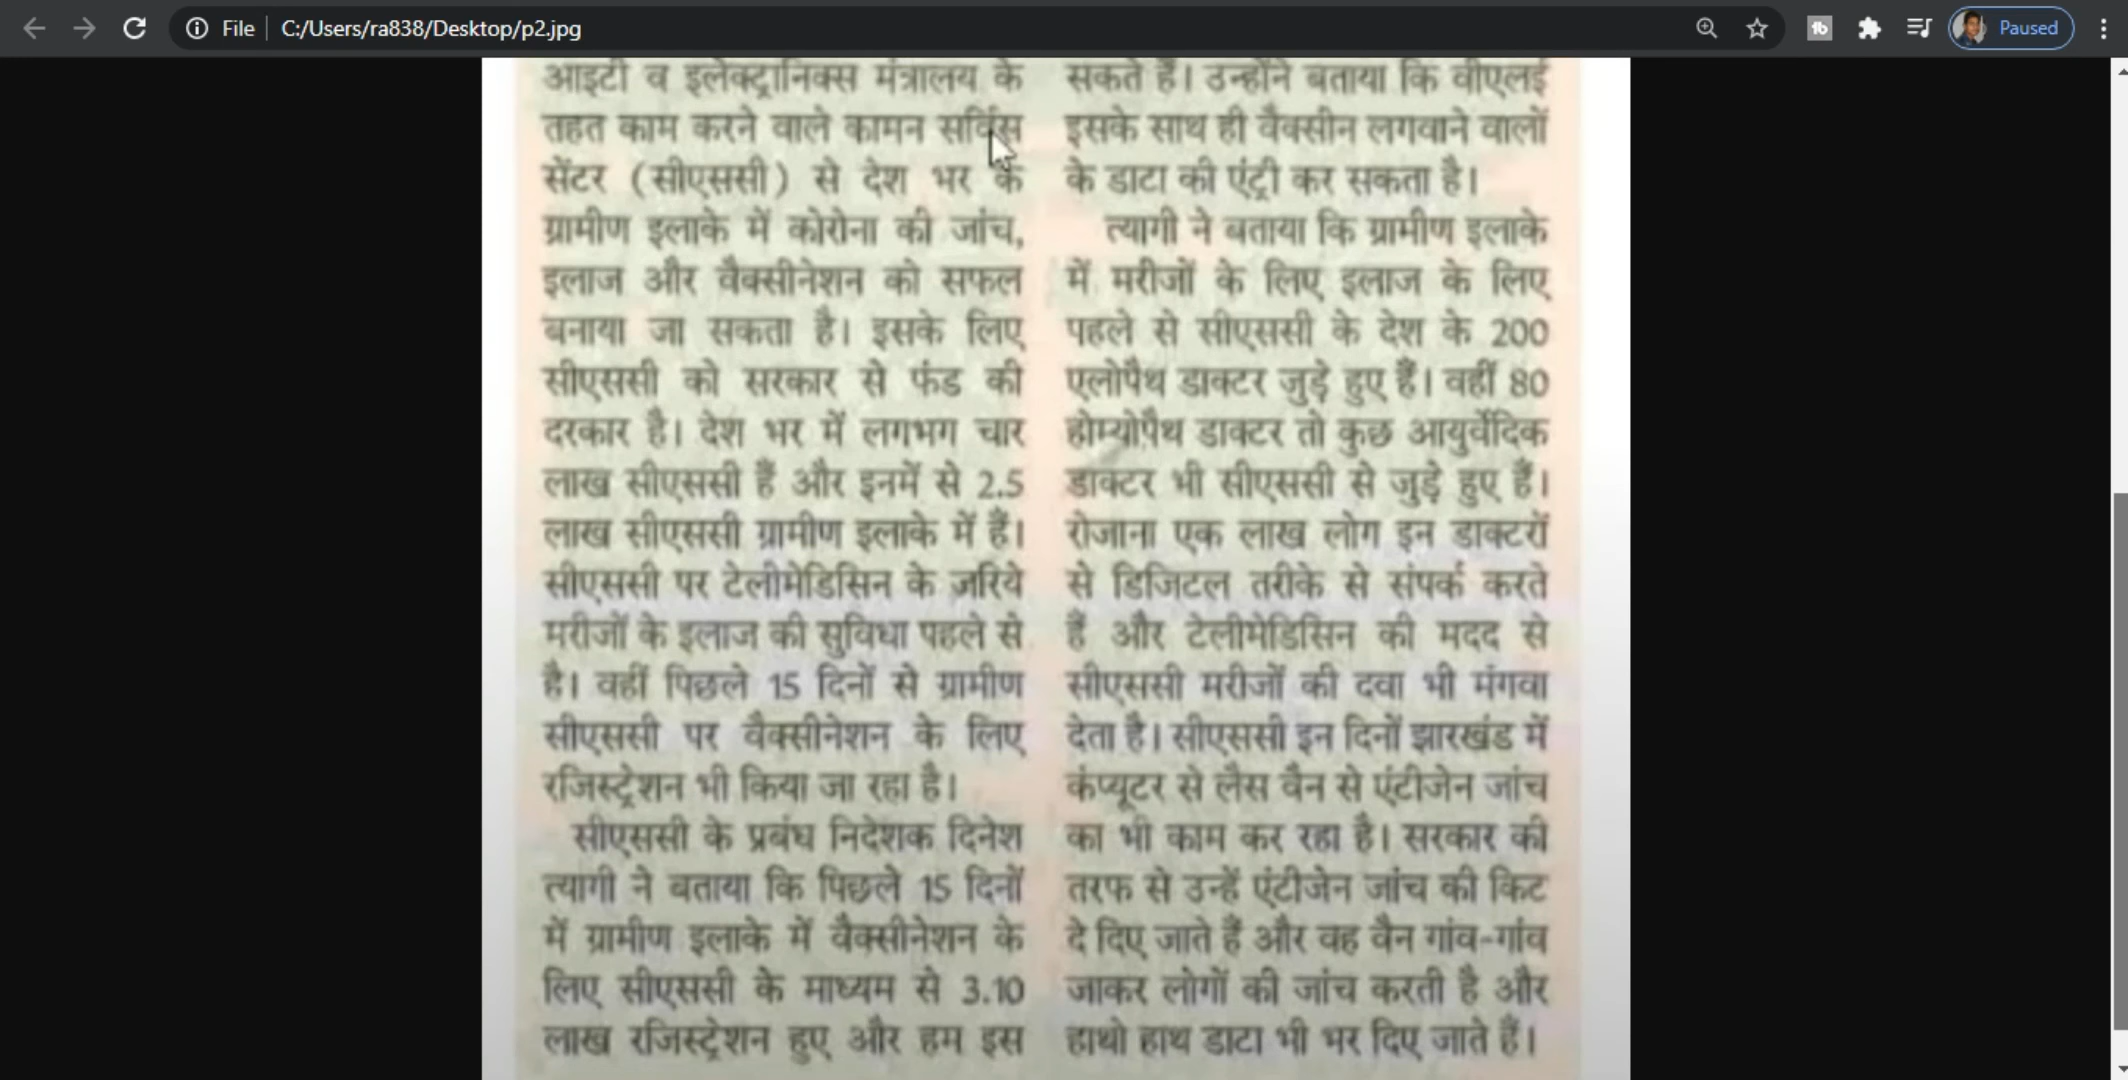 File
C:/Users/ra838/Desktop/p2.jpg
Paused
आइटी व इलेक्ट्रानिक्स मंत्रालय के
तहत काम करने वाले कामन सर्विस
सेंटर (सीएससी) से देश भर के
ग्रामीण इलाके में कोरोना की जांच,
इलाज और वैक्सीनेशन को सफल
बनाया जा सकता है। इसके लिए
सीएससी को सरकार से फंड की
दरकार है। देश भर में लगभग चार
लाख सीएससी हैं और इनमें से 2.5
लाख सीएससी ग्रामीण इलाके में हैं।
सीएससी पर टेलीमेडिसिन के जरिये
मरीजों के इलाज की सुविधा पहले से
है। वहीं पिछले 15 दिनों से ग्रामीण
सीएससी पर वैक्सीनेशन के लिए
रजिस्ट्रेशन भी किया जा रहा है।
सीएससी के प्रबंध निदेशक दिनेश
त्यागी ने बताया कि पिछले 15 दिनों
में ग्रामीण इलाके में वैक्सीनेशन के
लिए सीएससी के माध्यम से 3.10
लाख रजिस्ट्रेशन हुए और हम इस
सकते हैं। उन्होंने बताया कि वीएलई
इसके साथ ही वैक्सीन लगवाने वालों
के डाटा की एंट्री कर सकता है।
त्यागी ने बताया कि ग्रामीण इलाके
में मरीजों के लिए इलाज के लिए
पहले से सीएससी के देश के 200
एलोपैथ डाक्टर जुड़े हुए हैं। वहीं 80
होम्योपैथ डाक्टर तो कुछ आयुर्वेदिक
डाक्टर भी सीएससी से जुड़े हुए हैं।
रोजाना एक लाख लोग इन डाक्टरों
से डिजिटल तरीके से संपर्क करते
हैं और टेलीमेडिसिन की मदद से
सीएससी मरीजों की दवा भी मंगवा
देता है। सीएससी इन दिनों झारखंड में
कंप्यूटर से लैस वैन से एंटीजेन जांच
का भी काम कर रहा है। सरकार की
तरफ से उन्हें एंटीजेन जांच की किट
दे दिए जाते हैं और वह वैन गांव-गांव
जाकर लोगों की जांच करती है और
हाथो हाथ डाटा भी भर दिए जाते हैं।